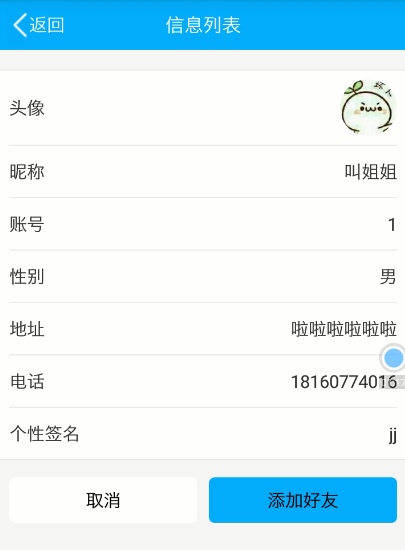 返回 信息列表
头像
昵称 叫姐姐
账号 1
性别 男
地址 啦啦啦啦啦啦
电话 18160774016
个性签名 jj
取消 添加好友